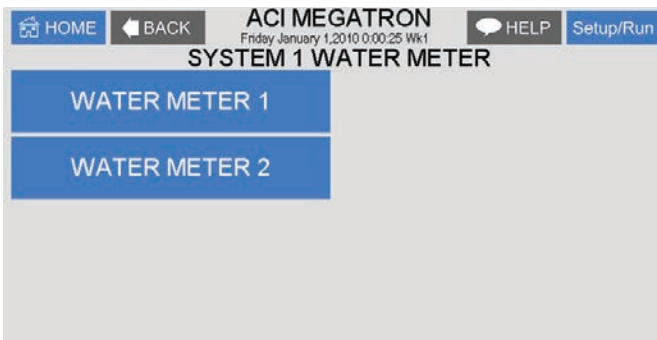 HOME BACK ACI MEGATRON HELP Setup/Run
Friday January 1,2010 0:00:25 Wk1
SYSTEM 1 WATER METER
WATER METER 1
WATER METER 2